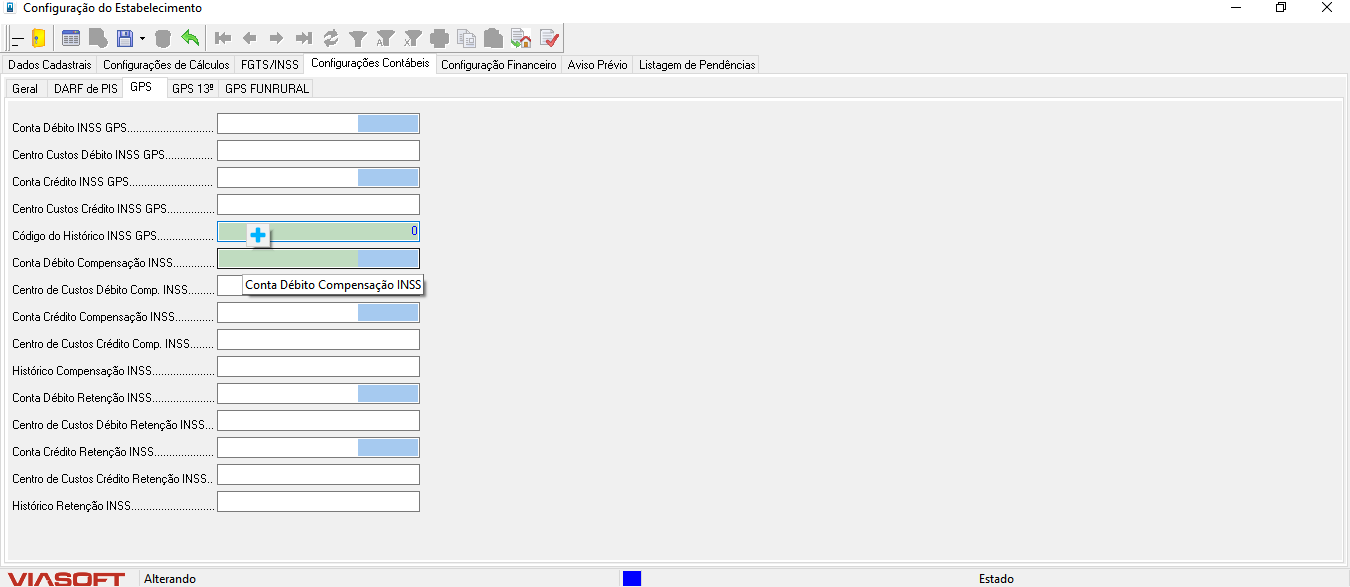 Configuração do Estabelecimento
Dados Cadastrais Configurações de Cálculos FGTS/INSS Configurações Contábeis Configuração Financeiro Aviso Prévio Listagem de Pendências
Geral DARF de PIS GPS GPS 13º GPS FUNRURAL
Conta Débito INSS GPS.............................
Centro Custos Débito INSS GPS................
Conta Crédito INSS GPS............................
Centro Custos Crédito INSS GPS...............
Código do Histórico INSS GPS................... 0
Conta Débito Compensação INSS.............
Conta Débito Compensação INSS
Centro de Custos Débito Comp. INSS.........
Conta Crédito Compensação INSS.............
Centro de Custos Crédito Comp. INSS........
Histórico Compensação INSS.....................
Conta Débito Retenção INSS.....................
Centro de Custos Débito Retenção INSS...
Conta Crédito Retenção INSS....................
Centro de Custos Crédito Retenção INSS..
Histórico Retenção INSS............................
VIASOFT Alterando Estado